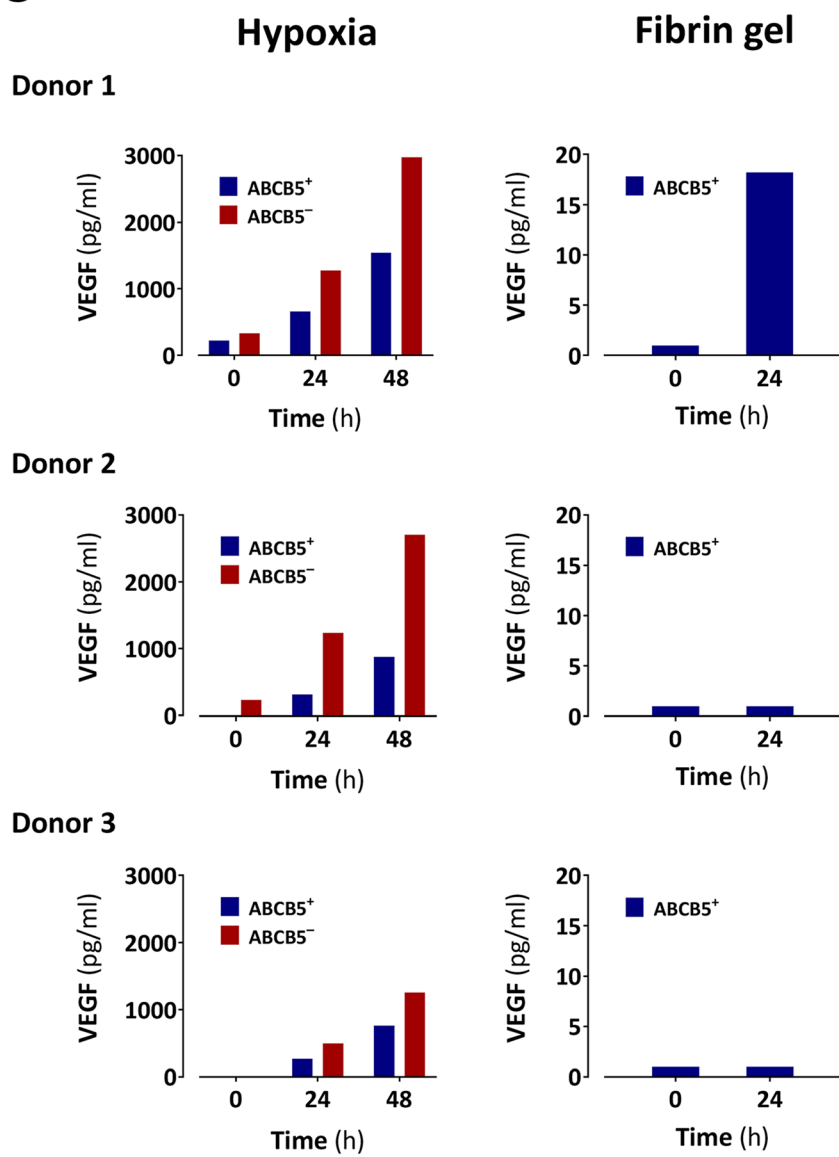 Hypoxia Fibrin gel
Donor 1
3000
2000
1000
0
VEGF (pg/ml)
ABCB5⁺
ABCB5⁻
0 24 48
Time (h)
20
15
10
5
0
VEGF (pg/ml)
ABCB5⁺
0 24
Time (h)
Donor 2
3000
2000
1000
0
VEGF (pg/ml)
ABCB5⁺
ABCB5⁻
0 24 48
Time (h)
20
15
10
5
0
VEGF (pg/ml)
ABCB5⁺
0 24
Time (h)
Donor 3
3000
2000
1000
0
VEGF (pg/ml)
ABCB5⁺
ABCB5⁻
0 24 48
Time (h)
20
15
10
5
0
VEGF (pg/ml)
ABCB5⁺
0 24
Time (h)